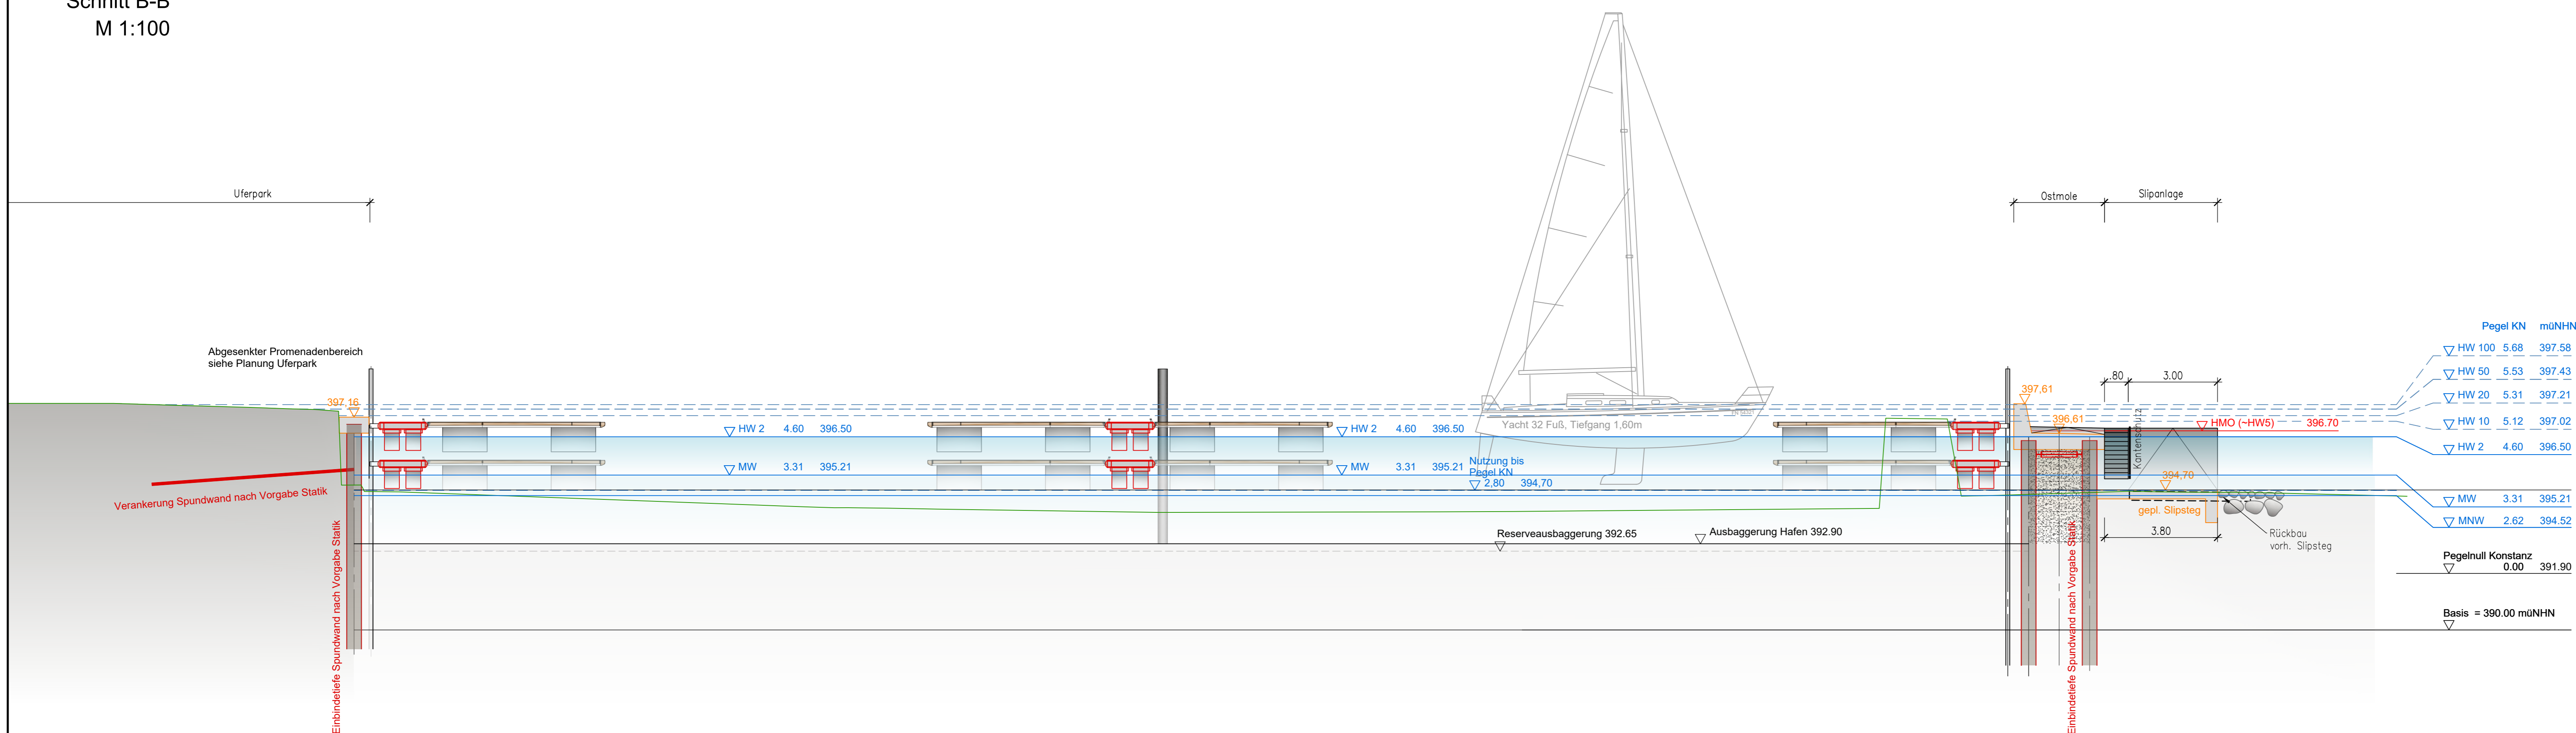 Schnitt B-B
M 1:100
Uferpark
Ostmole
Slipanlage
Abgesenkter Promenadenbereich
siehe Planung Uferpark
397,16
Verankerung Spundwand nach Vorgabe Statik
Einbindetiefe Spundwand nach Vorgabe Statik
HW 2 4.60 396.50
MW 3.31 395.21
HW 2 4.60 396.50
MW 3.31 395.21
Nutzung bis
Pegel KN
2,80 394,70
Yacht 32 Fuß, Tiefgang 1,60m
Reserveausbaggerung 392.65
Ausbaggerung Hafen 392.90
397,61
396,61
.80
3.00
Kantenschutz
HMO (~HW5) 396.70
394,70
gepl. Slipsteg
3.80
Rückbau
vorh. Slipsteg
Einbindetiefe Spundwand nach Vorgabe Statik
Pegel KN müNHN
HW 100 5.68 397.58
HW 50 5.53 397.43
HW 20 5.31 397.21
HW 10 5.12 397.02
HW 2 4.60 396.50
MW 3.31 395.21
MNW 2.62 394.52
Pegelnull Konstanz
0.00 391.90
Basis = 390.00 müNHN